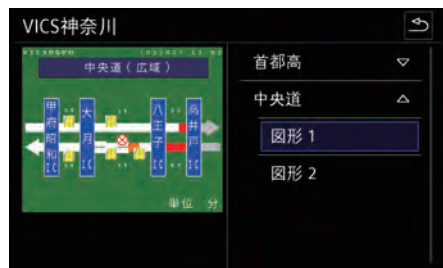 VICS神奈川
中央道(広域)
甲府昭和IC
大月IC
八王子IC
高井戸IC
単位 分
首都高
中央道
図形 1
図形 2